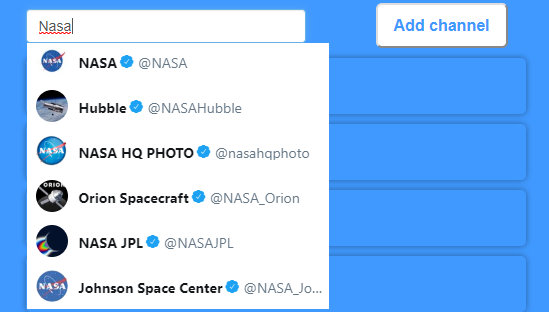 Nasa
Add channel
NASA @NASA
Hubble @NASAHubble
NASA HQ PHOTO @nasahqphoto
Orion Spacecraft @NASA_Orion
NASA JPL @NASAJPL
Johnson Space Center @NASA_Jo...